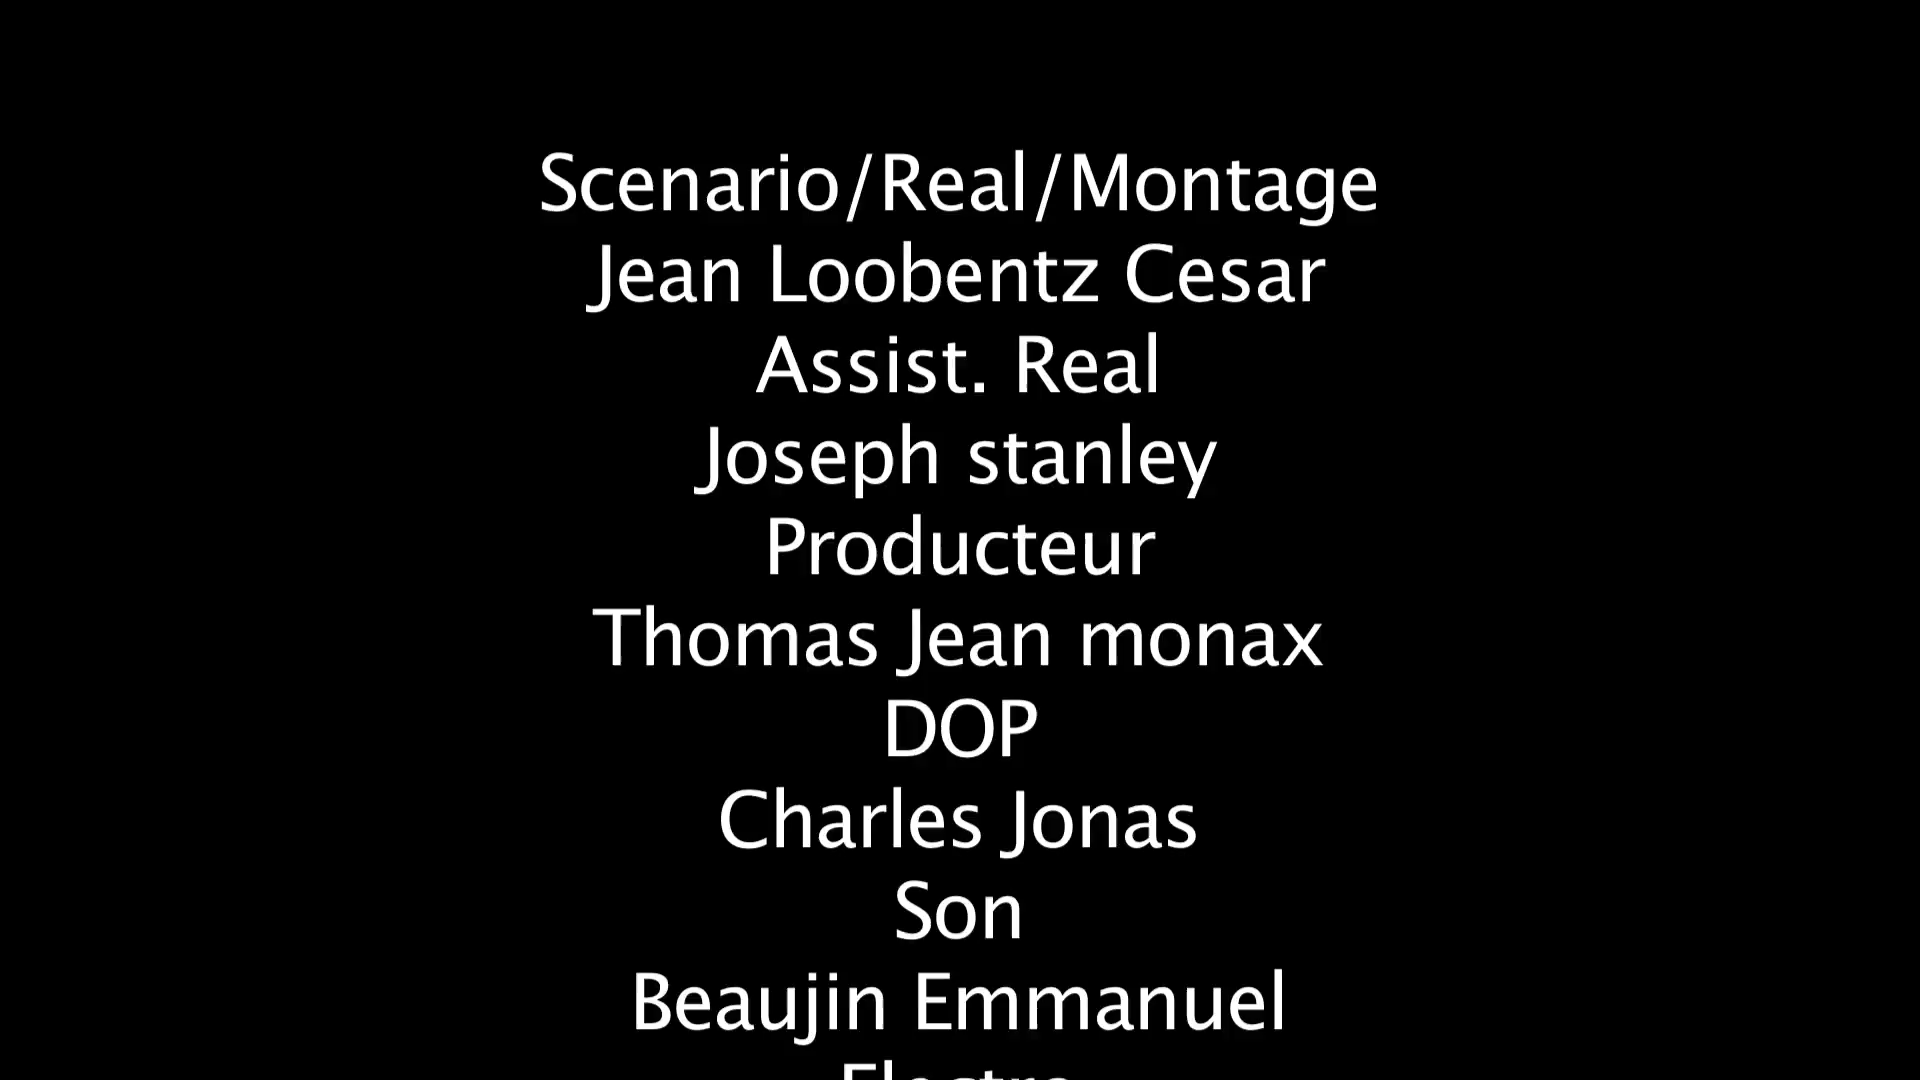 Scenario/Real/Montage
Jean Loobentz Cesar
Assist. Real
Joseph stanley
Producteur
Thomas Jean monax
DOP
Charles Jonas
Son
Beaujin Emmanuel